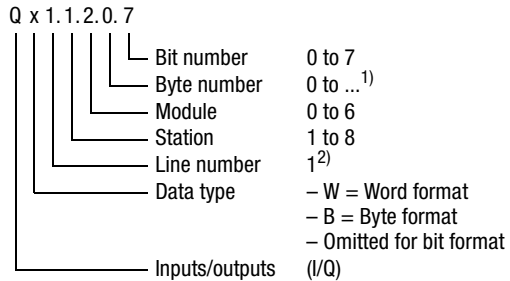 Q x 1. 1. 2. 0. 7
Bit number 0 to 7
Byte number 0 to ...1)
Module 0 to 6
Station 1 to 8
Line number 12)
Data type – W = Word format
– B = Byte format
– Omitted for bit format
Inputs/outputs (I/Q)